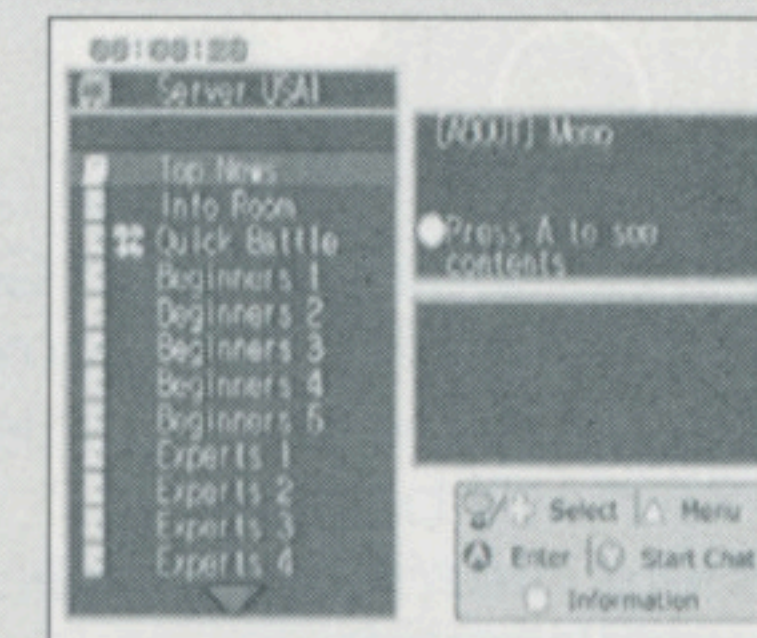 00:00:20
Server USA1
Top News
Info Room
Quick Battle
Beginners 1
Beginners 2
Beginners 3
Beginners 4
Beginners 5
Experts 1
Experts 2
Experts 3
Experts 4
[ABOUT] Memo
Press A to see
contents
/ Select | Menu
A Enter | Y Start Chat
Information